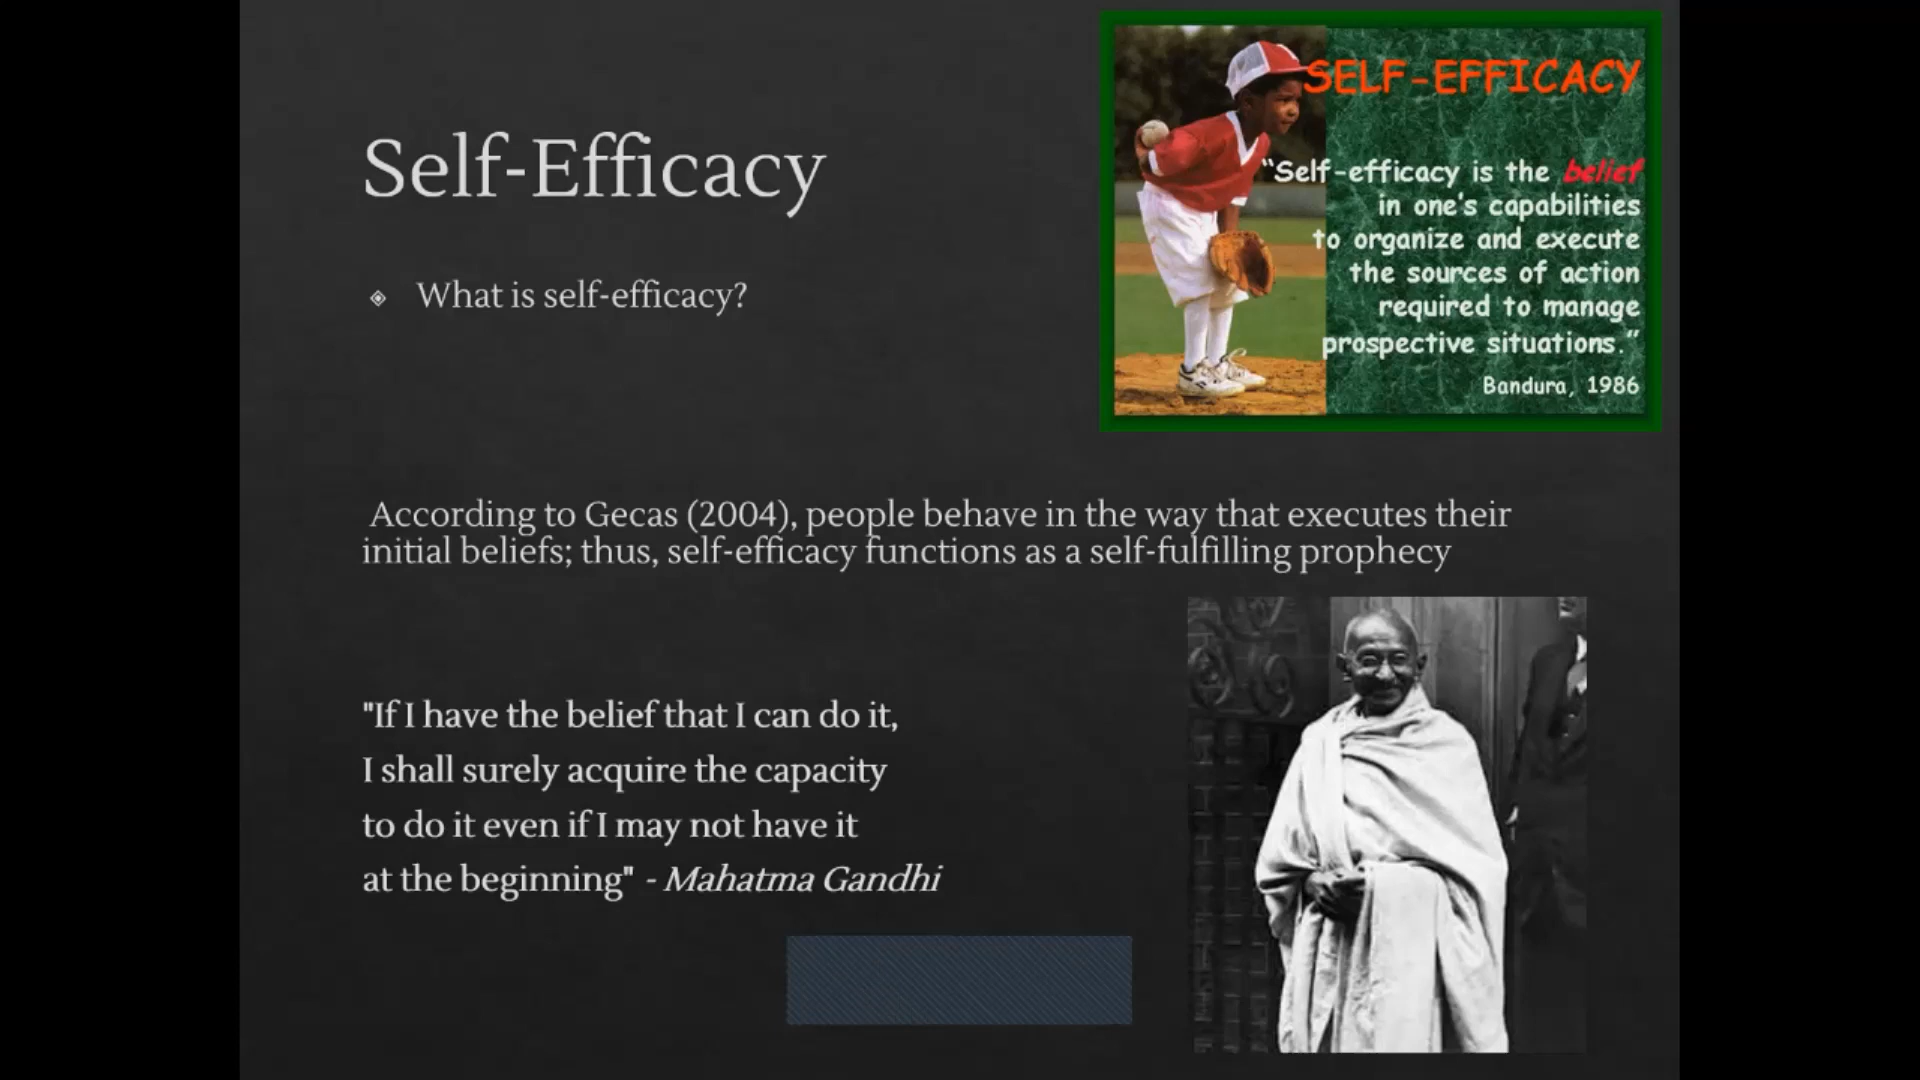 Self-Efficacy
What is self-efficacy?
SELF-EFFICACY
"Self-efficacy is the belief
in one's capabilities
to organize and execute
the sources of action
required to manage
prospective situations."
Bandura, 1986
According to Gecas (2004), people behave in the way that executes their
initial beliefs; thus, self-efficacy functions as a self-fulfilling prophecy
"If I have the belief that I can do it,
I shall surely acquire the capacity
to do it even if I may not have it
at the beginning" - Mahatma Gandhi